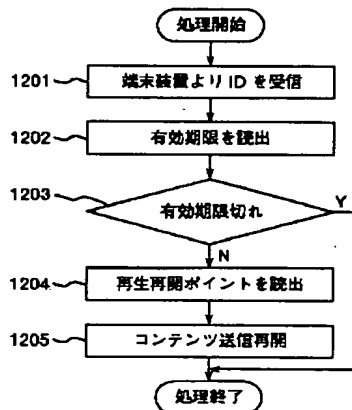 処理開始
1201 端末装置よりIDを受信
1202 有効期限を読出
1203 有効期限切れ Y
N
1204 再生再開ポイントを読出
1205 コンテンツ送信再開
処理終了